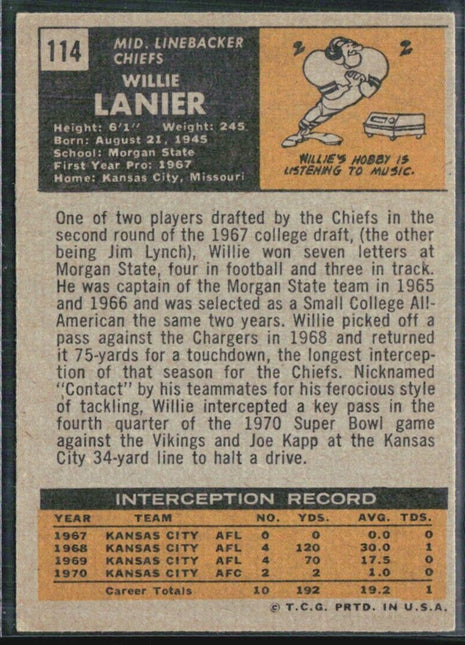 114
MID. LINEBACKER
CHIEFS
WILLIE
LANIER
Height: 6'1" Weight: 245
Born: August 21, 1945
School: Morgan State
First Year Pro: 1967
Home: Kansas City, Missouri
2 2
WILLIE'S HOBBY IS
LISTENING TO MUSIC.
One of two players drafted by the Chiefs in the
second round of the 1967 college draft, (the other
being Jim Lynch), Willie won seven letters at
Morgan State, four in football and three in track.
He was captain of the Morgan State team in 1965
and 1966 and was selected as a Small College All-
American the same two years. Willie picked off a
pass against the Chargers in 1968 and returned
it 75-yards for a touchdown, the longest intercep-
tion of that season for the Chiefs. Nicknamed
"Contact" by his teammates for his ferocious style
of tackling, Willie intercepted a key pass in the
fourth quarter of the 1970 Super Bowl game
against the Vikings and Joe Kapp at the Kansas
City 34-yard line to halt a drive.
INTERCEPTION RECORD
YEAR TEAM NO. YDS. AVG. TDS.
1967 KANSAS CITY AFL 0 0 0.0 0
1968 KANSAS CITY AFL 4 120 30.0 1
1969 KANSAS CITY AFL 4 70 17.5 0
1970 KANSAS CITY AFC 2 2 1.0 0
Career Totals 10 192 19.2 1
© T.C.G. PRTD. IN U.S.A.